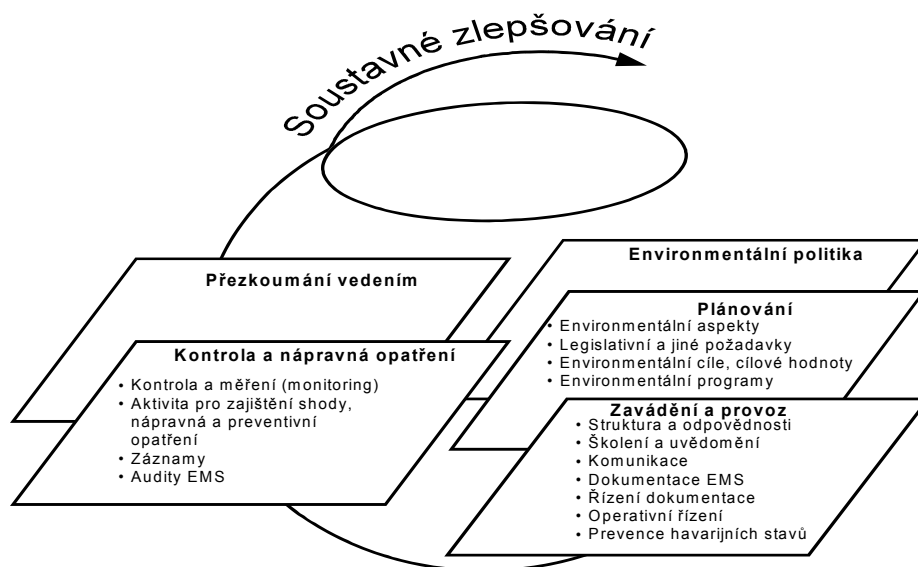 Soustavné zlepšování
Přezkoumání vedením
Kontrola a nápravná opatření
• Kontrola a měření (monitoring)
• Aktivita pro zajištění shody,
nápravná a preventivní
opatření
• Záznamy
• Audity EMS
Environmentální politika
Plánování
• Environmentální aspekty
• Legislativní a jiné požadavky
• Environmentální cíle, cílové hodnoty
• Environmentální programy
Zavádění a provoz
• Struktura a odpovědnosti
• Školení a uvědomění
• Komunikace
• Dokumentace EMS
• Řízení dokumentace
• Operativní řízení
• Prevence havarijních stavů